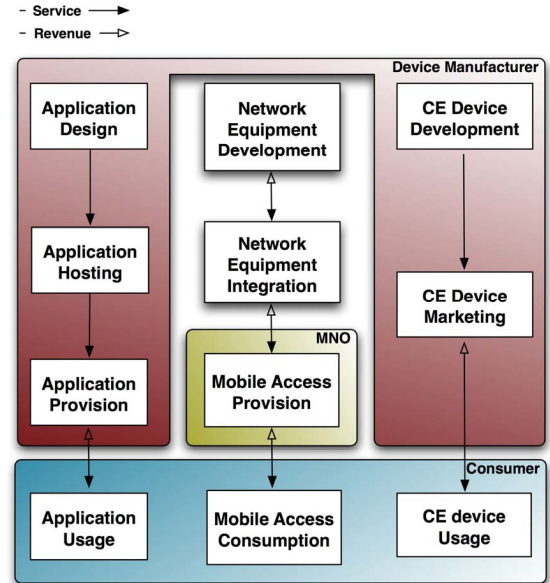 - Service
- Revenue
Device Manufacturer
Application
Design
Network
Equipment
Development
CE Device
Development
Application
Hosting
Network
Equipment
Integration
CE Device
Marketing
MNO
Application
Provision
Mobile Access
Provision
Consumer
Application
Usage
Mobile Access
Consumption
CE device
Usage